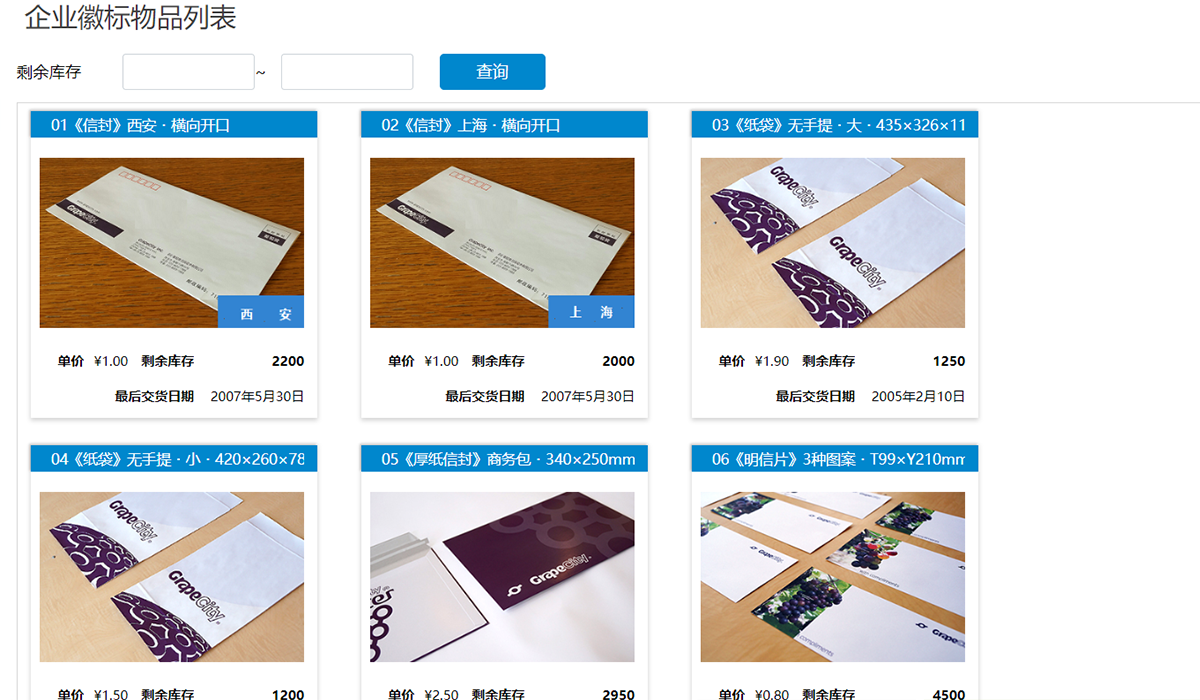 企业徽标物品列表
剩余库存 ~ 查询
01《信封》西安 · 横向开口
02《信封》上海 · 横向开口
03《纸袋》无手提 · 大 · 435×326×11
GrapeCity
西 安
GrapeCity
上 海
GrapeCity
GrapeCity
单价 ¥1.00 剩余库存 2200
最后交货日期 2007年5月30日
单价 ¥1.00 剩余库存 2000
最后交货日期 2007年5月30日
单价 ¥1.90 剩余库存 1250
最后交货日期 2005年2月10日
04《纸袋》无手提 · 小 · 420×260×78
05《厚纸信封》商务包 · 340×250mm
06《明信片》3种图案 · T99×Y210mm
GrapeCity
GrapeCity
GrapeCity
GrapeCity
compliments
单价 ¥1.50 剩余库存 1200
单价 ¥2.50 剩余库存 2950
单价 ¥0.80 剩余库存 4500